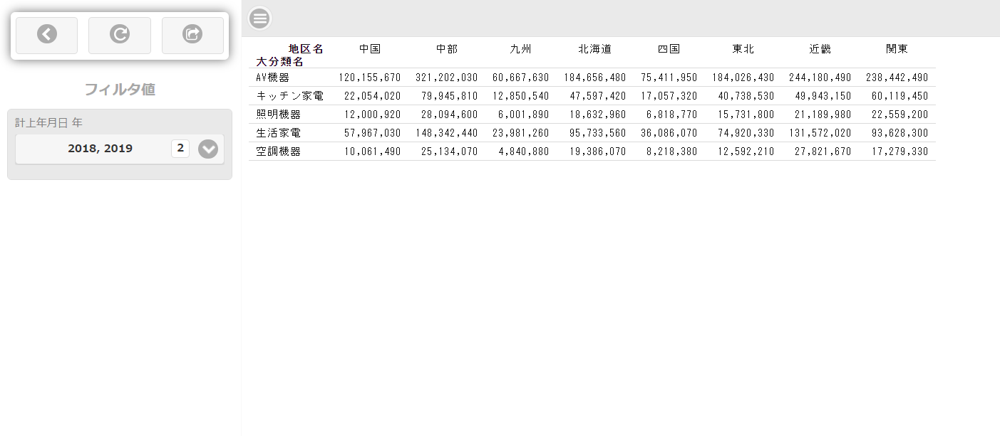 フィルタ値
計上年月日 年
2018, 2019 2
地区名 中国 中部 九州 北海道 四国 東北 近畿 関東
大分類名
AV機器 120,155,670 321,202,030 60,667,630 184,656,480 75,411,950 184,026,430 244,180,490 238,442,490
キッチン家電 22,054,020 79,945,810 12,850,540 47,597,420 17,057,320 40,738,530 49,943,150 60,119,450
照明機器 12,000,920 28,094,600 6,001,890 18,632,960 6,818,770 15,731,800 21,189,980 22,559,200
生活家電 57,967,030 148,342,440 23,981,260 95,733,560 36,086,070 74,920,330 131,572,020 93,628,300
空調機器 10,061,490 25,134,070 4,840,880 19,386,070 8,218,380 12,592,210 27,821,670 17,279,330